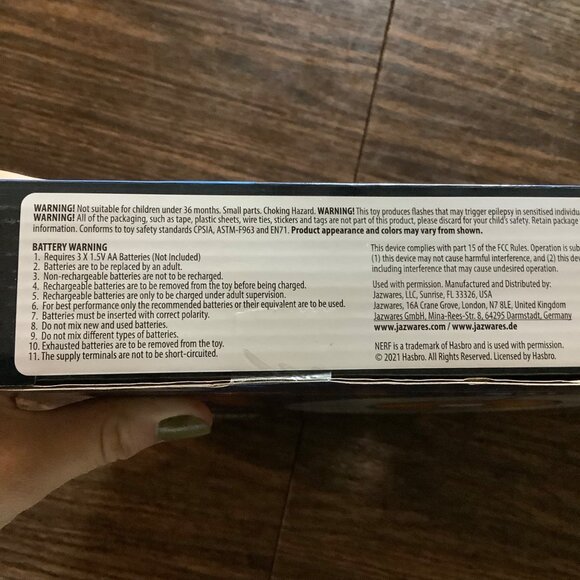 WARNING! Not suitable for children under 36 months. Small parts. Choking Hazard. WARNING! This toy produces flashes that may trigger epilepsy in sensitised individu
WARNING! All of the packaging, such as tape, plastic sheets, wire ties, stickers and tags are not part of this product, please discard for your child's safety. Retain package
information. Conforms to toy safety standards CPSIA, ASTM-F963 and EN71. Product appearance and colors may vary from shown.
BATTERY WARNING
1. Requires 3 X 1.5V AA Batteries (Not Included)
2. Batteries are to be replaced by an adult.
3. Non-rechargeable batteries are not to be recharged.
4. Rechargeable batteries are to be removed from the toy before being charged.
5. Rechargeable batteries are only to be charged under adult supervision.
6. For best performance only the recommended batteries or their equivalent are to be used.
7. Batteries must be inserted with correct polarity.
8. Do not mix new and used batteries.
9. Do not mix different types of batteries.
10. Exhausted batteries are to be removed from the toy.
11. The supply terminals are not to be short-circuited.
This device complies with part 15 of the FCC Rules. Operation is sub
(1) this device may not cause harmful interference, and (2) this dev
including interference that may cause undesired operation.
Used with permission. Manufactured and Distributed by:
Jazwares, LLC, Sunrise, FL 33326, USA
Jazwares, 16A Crane Grove, London, N7 8LE, United Kingdom
Jazwares GmbH, Mina-Rees-Str. 8, 64295 Darmstadt, Germany
www.jazwares.com / www.jazwares.de
NERF is a trademark of Hasbro and is used with permission.
© 2021 Hasbro. All Rights Reserved. Licensed by Hasbro.